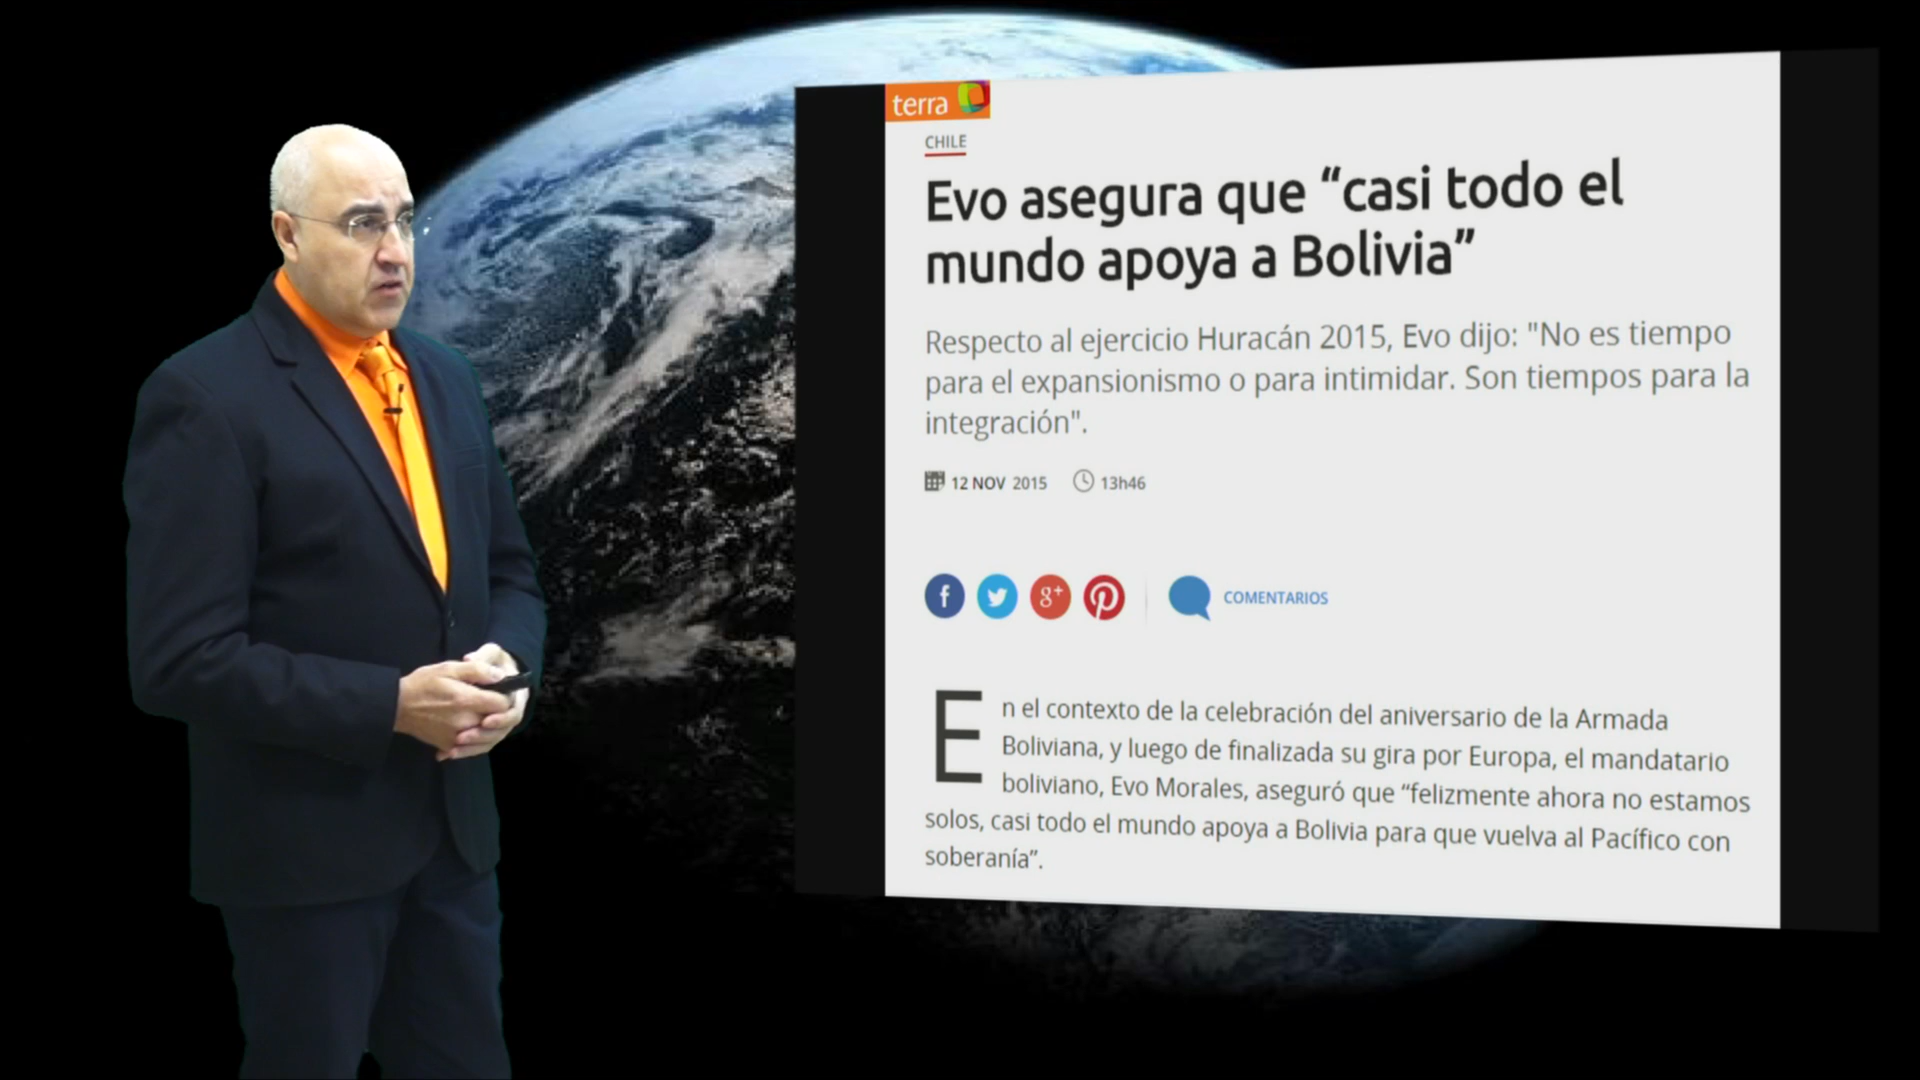 terra
CHILE
Evo asegura que “casi todo el
mundo apoya a Bolivia”
Respecto al ejercicio Huracán 2015, Evo dijo: "No es tiempo
para el expansionismo o para intimidar. Son tiempos para la
integración".
12 NOV 2015 13h46
f g+ COMENTARIOS
En el contexto de la celebración del aniversario de la Armada
Boliviana, y luego de finalizada su gira por Europa, el mandatario
boliviano, Evo Morales, aseguró que “felizmente ahora no estamos
solos, casi todo el mundo apoya a Bolivia para que vuelva al Pacífico con
soberanía”.